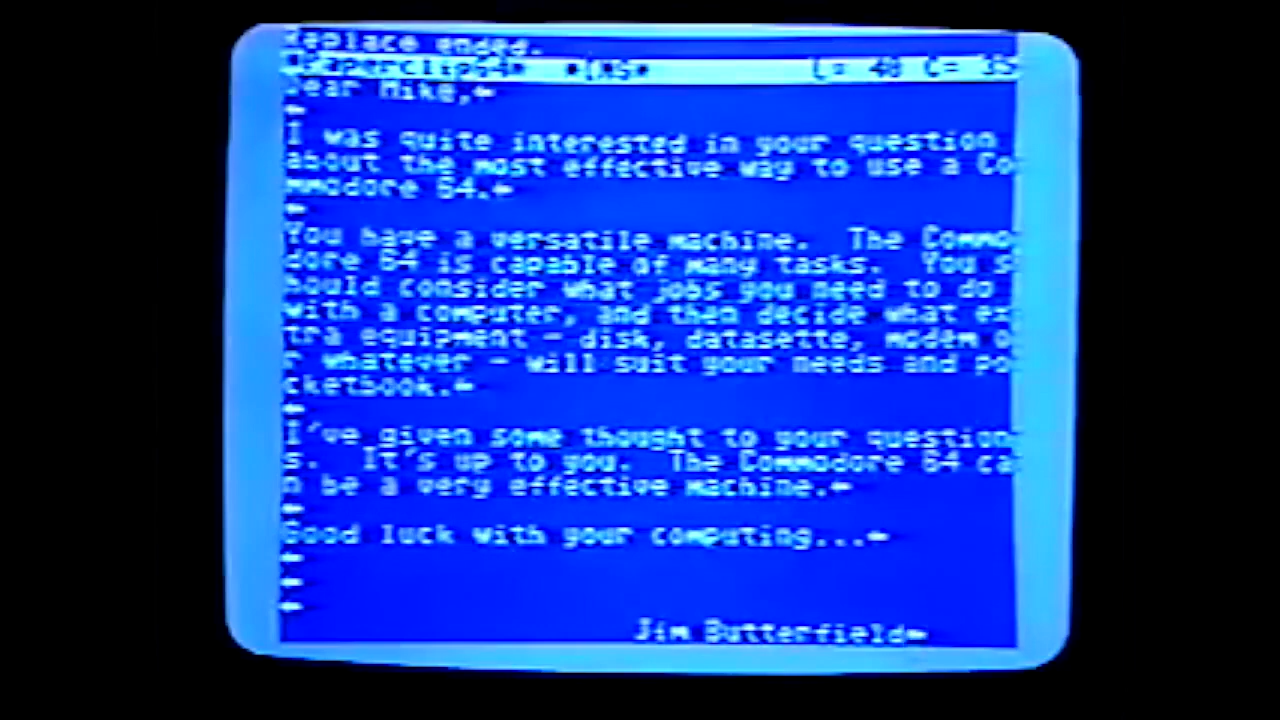 Replace ended.
*Paperclip64* *[MS* L= 40 C= 35
Dear Mike,←
←
I was quite interested in your question
about the most effective way to use a Co
mmodore 64.←
←
You have a versatile machine.  The Commo
dore 64 is capable of many tasks.  You s
hould consider what jobs you need to do
with a computer, and then decide what ex
tra equipment - disk, datasette, modem o
r whatever - will suit your needs and po
cketbook.←
←
I've given some thought to your question
s.  It's up to you.  The Commodore 64 ca
n be a very effective machine.←
←
Good luck with your computing...←
←
←
←
Jim Butterfield←